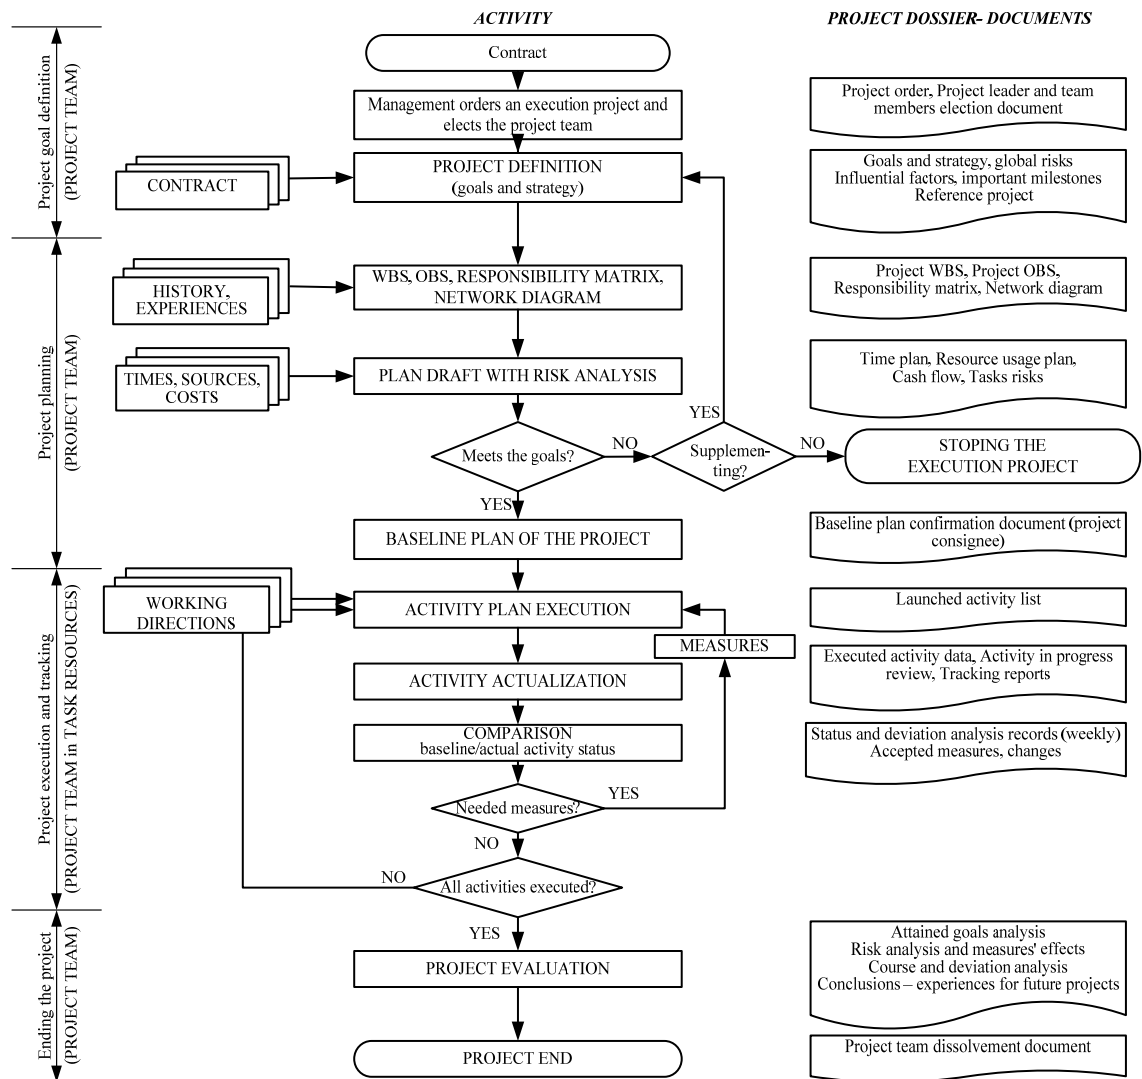 ACTIVITY
PROJECT DOSSIER- DOCUMENTS
Project goal definition
(PROJECT TEAM)
Contract
Management orders an execution project and
elects the project team
Project order, Project leader and team
members election document
CONTRACT
PROJECT DEFINITION
(goals and strategy)
Goals and strategy, global risks
Influential factors, important milestones
Reference project
Project planning
(PROJECT TEAM)
HISTORY,
EXPERIENCES
WBS, OBS, RESPONSIBILITY MATRIX,
NETWORK DIAGRAM
Project WBS, Project OBS,
Responsibility matrix, Network diagram
TIMES, SOURCES,
COSTS
PLAN DRAFT WITH RISK ANALYSIS
Time plan, Resource usage plan,
Cash flow, Tasks risks
Meets the goals?
NO
YES
Supplemen-
ting?
NO
STOPING THE
EXECUTION PROJECT
YES
BASELINE PLAN OF THE PROJECT
Baseline plan confirmation document (project
consignee)
Project execution and tracking
(PROJECT TEAM in TASK RESOURCES)
WORKING
DIRECTIONS
ACTIVITY PLAN EXECUTION
Launched activity list
MEASURES
ACTIVITY ACTUALIZATION
Executed activity data, Activity in progress
review, Tracking reports
COMPARISON
baseline/actual activity status
Status and deviation analysis records (weekly)
Accepted measures, changes
Needed measures?
YES
NO
All activities executed?
NO
YES
Ending the project
(PROJECT TEAM)
PROJECT EVALUATION
Attained goals analysis
Risk analysis and measures' effects
Course and deviation analysis
Conclusions – experiences for future projects
PROJECT END
Project team dissolvement document